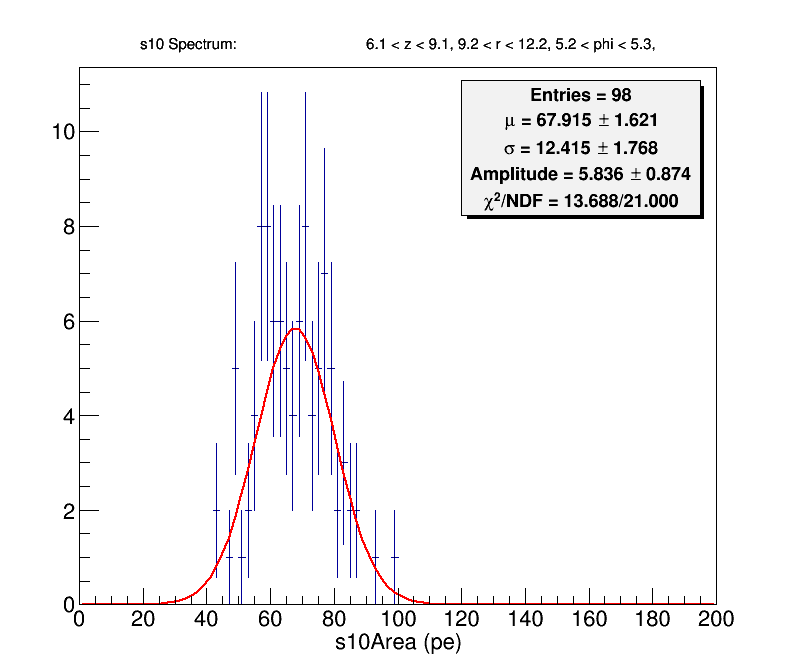 s10 Spectrum: 6.1 < z < 9.1, 9.2 < r < 12.2, 5.2 < phi < 5.3,
Entries = 98
μ = 67.915 ± 1.621
σ = 12.415 ± 1.768
Amplitude = 5.836 ± 0.874
χ²/NDF = 13.688/21.000
10
8
6
4
2
0
0 20 40 60 80 100 120 140 160 180 200
s10Area (pe)